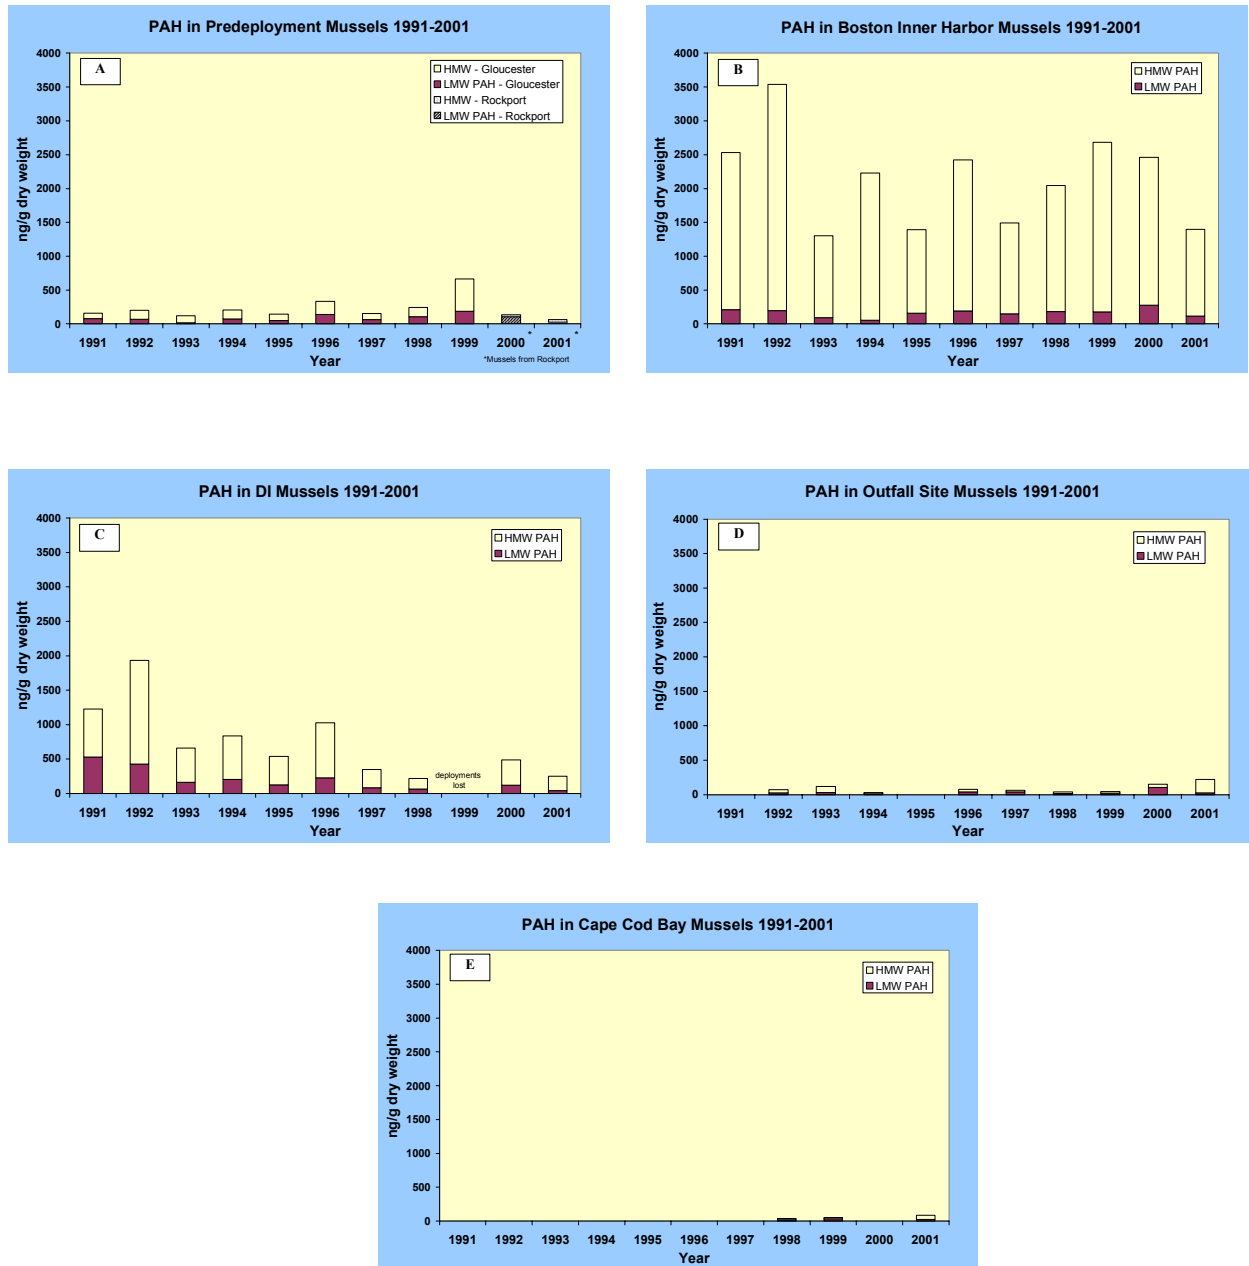 PAH in Predeployment Mussels 1991-2001
A
HMW - Gloucester
LMW PAH - Gloucester
HMW - Rockport
LMW PAH - Rockport
4000
3500
3000
2500
2000
1500
1000
500
0
ng/g dry weight
1991 1992 1993 1994 1995 1996 1997 1998 1999 2000 * 2001 *
Year
*Mussels from Rockport
PAH in Boston Inner Harbor Mussels 1991-2001
B
HMW PAH
LMW PAH
4000
3500
3000
2500
2000
1500
1000
500
0
ng/g dry weight
1991 1992 1993 1994 1995 1996 1997 1998 1999 2000 2001
Year
PAH in DI Mussels 1991-2001
C
HMW PAH
LMW PAH
4000
3500
3000
2500
2000
1500
1000
500
0
ng/g dry weight
deployments
lost
1991 1992 1993 1994 1995 1996 1997 1998 1999 2000 2001
Year
PAH in Outfall Site Mussels 1991-2001
D
HMW PAH
LMW PAH
4000
3500
3000
2500
2000
1500
1000
500
0
ng/g dry weight
1991 1992 1993 1994 1995 1996 1997 1998 1999 2000 2001
Year
PAH in Cape Cod Bay Mussels 1991-2001
E
HMW PAH
LMW PAH
4000
3500
3000
2500
2000
1500
1000
500
0
ng/g dry weight
1991 1992 1993 1994 1995 1996 1997 1998 1999 2000 2001
Year